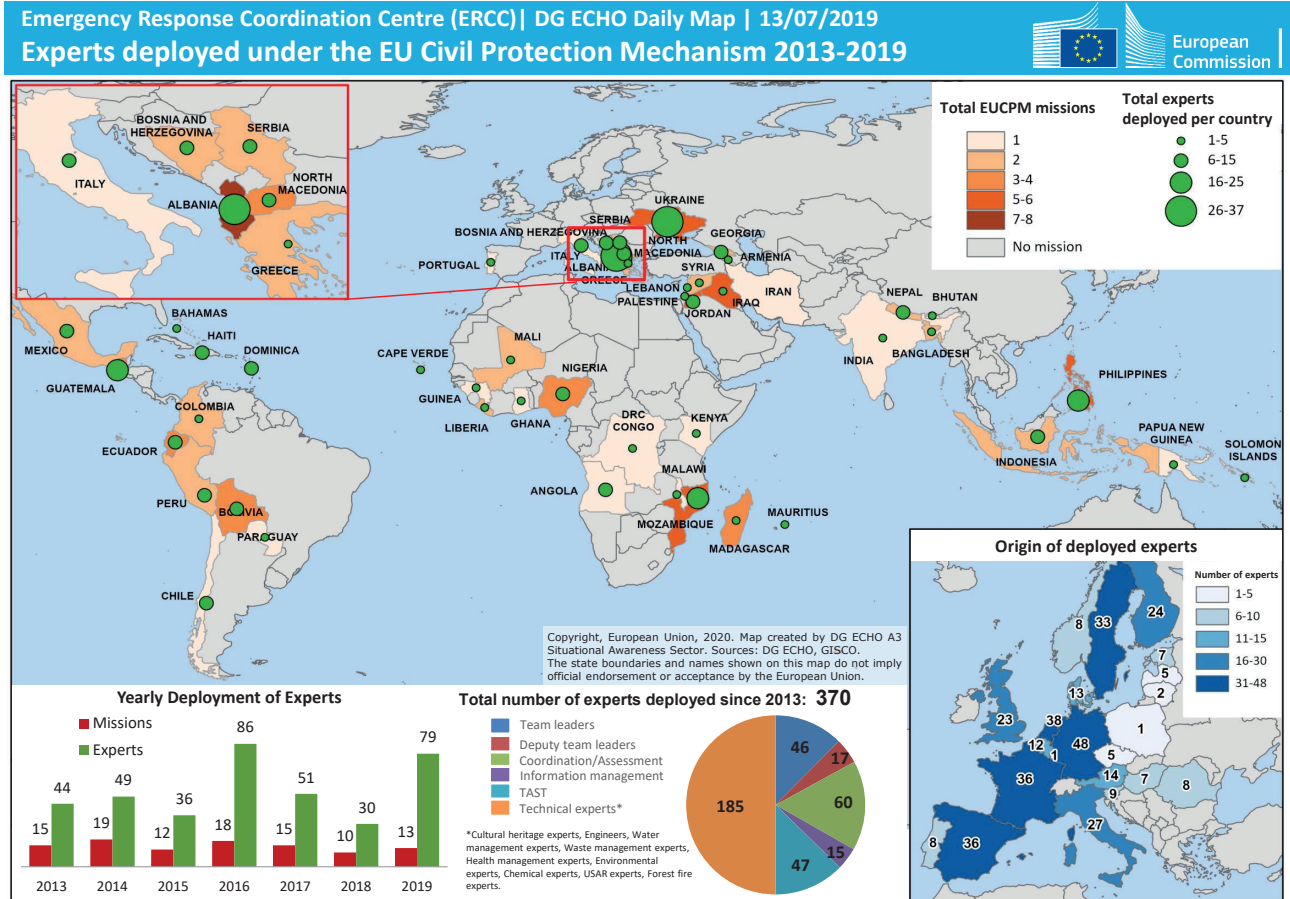 Emergency Response Coordination Centre (ERCC)| DG ECHO Daily Map | 13/07/2019
Experts deployed under the EU Civil Protection Mechanism 2013-2019
European
Commission
BOSNIA AND
HERZEGOVINA
SERBIA
ITALY
NORTH
MACEDONIA
ALBANIA
GREECE
Total EUCPM missions
1
2
3-4
5-6
7-8
No mission
Total experts
deployed per country
1-5
6-15
16-25
26-37
UKRAINE
SERBIA
BOSNIA AND HERZEGOVINA
NORTH
MACEDONIA
GEORGIA
ARMENIA
PORTUGAL
ITALY
ALBANIA
GREECE
SYRIA
LEBANON
PALESTINE
JORDAN
IRAQ
IRAN
NEPAL
BHUTAN
INDIA
BANGLADESH
BAHAMAS
HAITI
MEXICO
DOMINICA
GUATEMALA
CAPE VERDE
MALI
NIGERIA
GUINEA
LIBERIA
GHANA
DRC
CONGO
KENYA
COLOMBIA
ECUADOR
PERU
BOLIVIA
PARAGUAY
CHILE
ANGOLA
MALAWI
MOZAMBIQUE
MADAGASCAR
MAURITIUS
PHILIPPINES
INDONESIA
PAPUA NEW
GUINEA
SOLOMON
ISLANDS
Copyright, European Union, 2020. Map created by DG ECHO A3
Situational Awareness Sector. Sources: DG ECHO, GISCO.
The state boundaries and names shown on this map do not imply
official endorsement or acceptance by the European Union.
Yearly Deployment of Experts
Missions
Experts
15 44
19 49
12 36
18 86
15 51
10 30
13 79
2013 2014 2015 2016 2017 2018 2019
Total number of experts deployed since 2013: 370
Team leaders
Deputy team leaders
Coordination/Assessment
Information management
TAST
Technical experts*
*Cultural heritage experts, Engineers, Water
management experts, Waste management experts,
Health management experts, Environmental
experts, Chemical experts, USAR experts, Forest fire
experts.
46
17
60
15
47
185
Origin of deployed experts
Number of experts
1-5
6-10
11-15
16-30
31-48
8
33
24
7
5
2
13
23
38
12
1
48
1
5
36
14
7
8
9
27
8
36